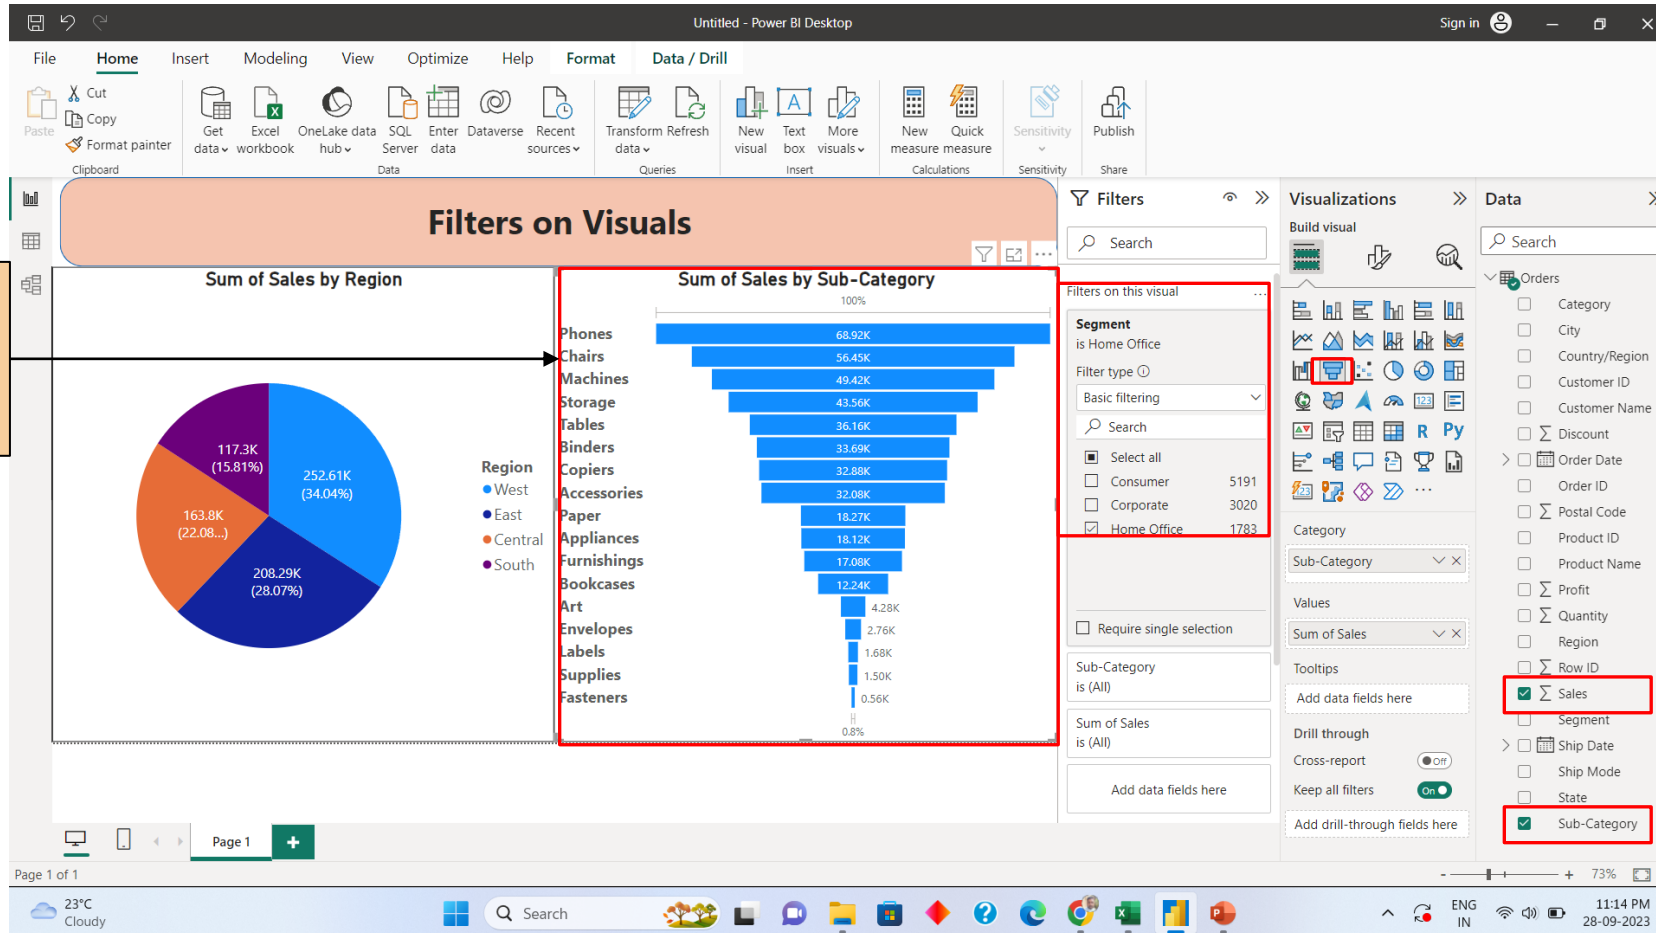 Untitled - Power BI Desktop
Sign in
File Home Insert Modeling View Optimize Help Format Data / Drill
Paste
Cut
Copy
Format painter
Get data
Excel workbook
OneLake data hub
SQL Server
Enter data
Dataverse
Recent sources
Transform data
Refresh
New visual
Text box
More visuals
New measure
Quick measure
Sensitivity
Publish
Clipboard Data Queries Insert Calculations Sensitivity Share
Filters on Visuals
Sum of Sales by Region
252.61K
(34.04%)
208.29K
(28.07%)
163.8K
(22.08...)
117.3K
(15.81%)
Region
West
East
Central
South
Sum of Sales by Sub-Category
100%
Phones 68.92K
Chairs 56.45K
Machines 49.42K
Storage 43.56K
Tables 36.16K
Binders 33.69K
Copiers 32.88K
Accessories 32.08K
Paper 18.27K
Appliances 18.12K
Furnishings 17.08K
Bookcases 12.24K
Art 4.28K
Envelopes 2.76K
Labels 1.68K
Supplies 1.50K
Fasteners 0.56K
0.8%
Filters
Search
Filters on this visual ...
Segment
is Home Office
Filter type
Basic filtering
Search
Select all
Consumer 5191
Corporate 3020
Home Office 1783
Require single selection
Sub-Category
is (All)
Sum of Sales
is (All)
Add data fields here
Visualizations
Build visual
123
R Py
123
...
Category
Sub-Category
Values
Sum of Sales
Tooltips
Add data fields here
Drill through
Cross-report Off
Keep all filters On
Add drill-through fields here
Data
Search
Orders
Category
City
Country/Region
Customer ID
Customer Name
∑ Discount
Order Date
Order ID
∑ Postal Code
Product ID
Product Name
∑ Profit
∑ Quantity
Region
∑ Row ID
∑ Sales
Segment
Ship Date
Ship Mode
State
Sub-Category
Page 1 +
Page 1 of 1
- + 73%
23°C
Cloudy
Search
ENG
IN
11:14 PM
28-09-2023